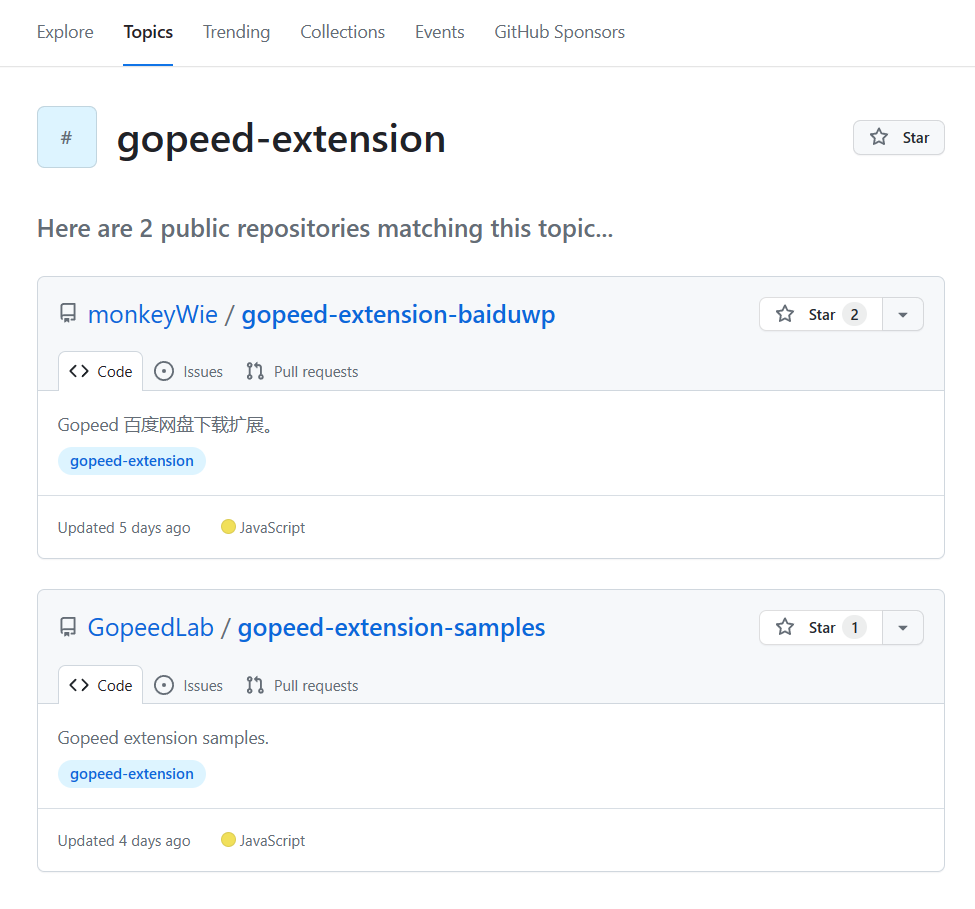 Explore Topics Trending Collections Events GitHub Sponsors
# gopeed-extension Star
Here are 2 public repositories matching this topic...
monkeyWie / gopeed-extension-baiduwp Star 2
Code Issues Pull requests
Gopeed 百度网盘下载扩展。
gopeed-extension
Updated 5 days ago JavaScript
GopeedLab / gopeed-extension-samples Star 1
Code Issues Pull requests
Gopeed extension samples.
gopeed-extension
Updated 4 days ago JavaScript